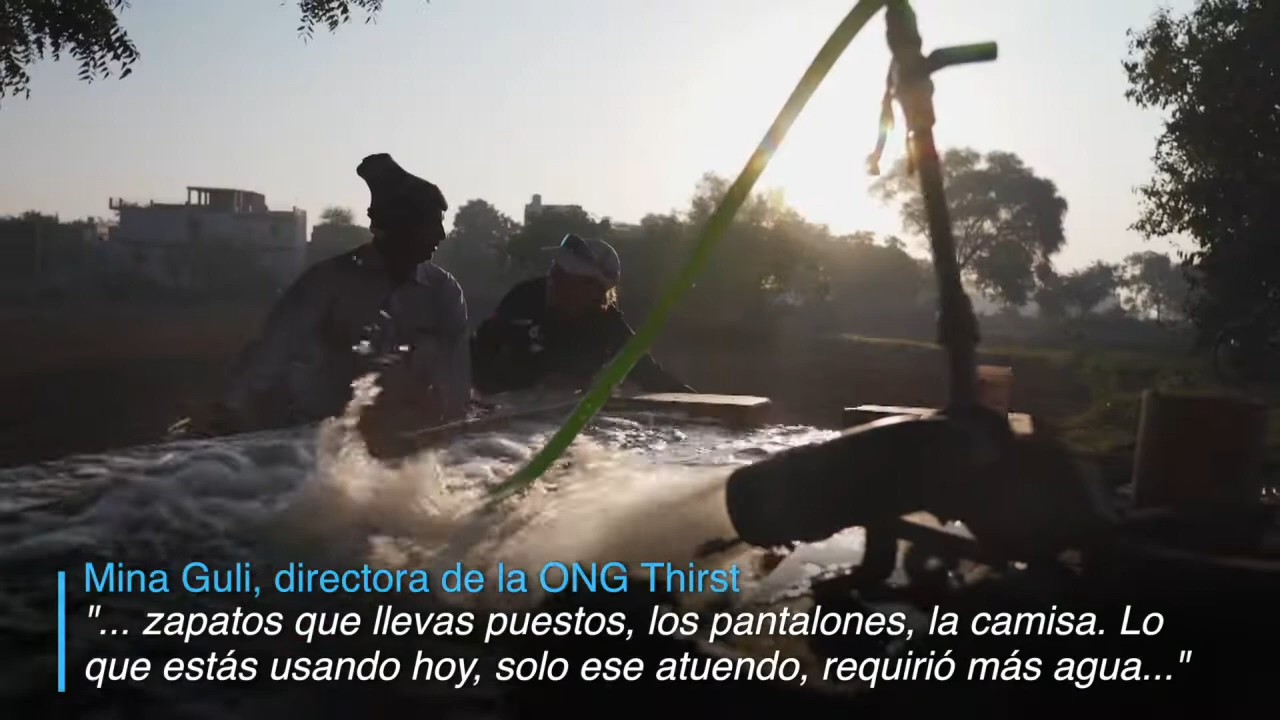 Mina Guli, directora de la ONG Thirst
"... zapatos que llevas puestos, los pantalones, la camisa. Lo
que estás usando hoy, solo ese atuendo, requirió más agua..."